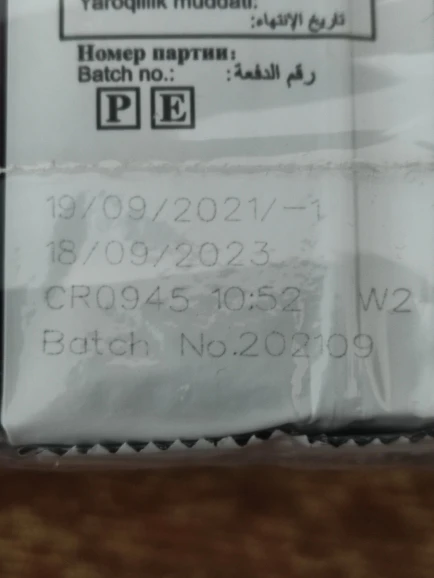 Yaroqlilik muddati:
تاريخ الإنتهاء:
Номер партии:
Batch no.: رقم الدفعة:
P E
19/09/2021/-1
18/09/2023
CR0945 10:52 W2
Batch No.202109